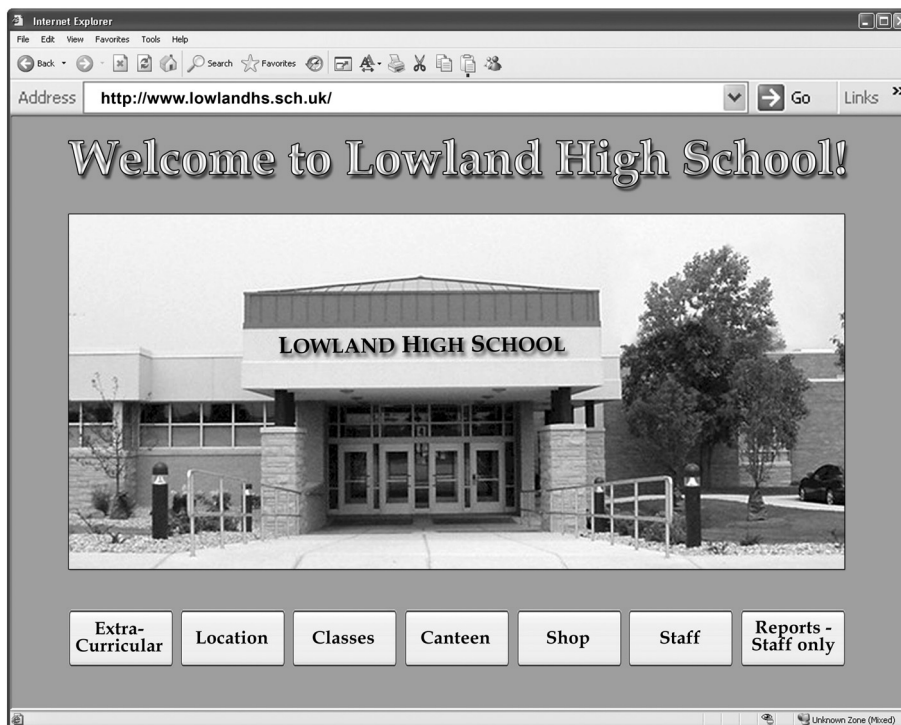 Internet Explorer
File Edit View Favorites Tools Help
Back Search Favorites
Address http://www.lowlandhs.sch.uk/ Go Links »
Welcome to Lowland High School!
LOWLAND HIGH SCHOOL
Extra-
Curricular
Location
Classes
Canteen
Shop
Staff
Reports -
Staff only
Unknown Zone (Mixed)